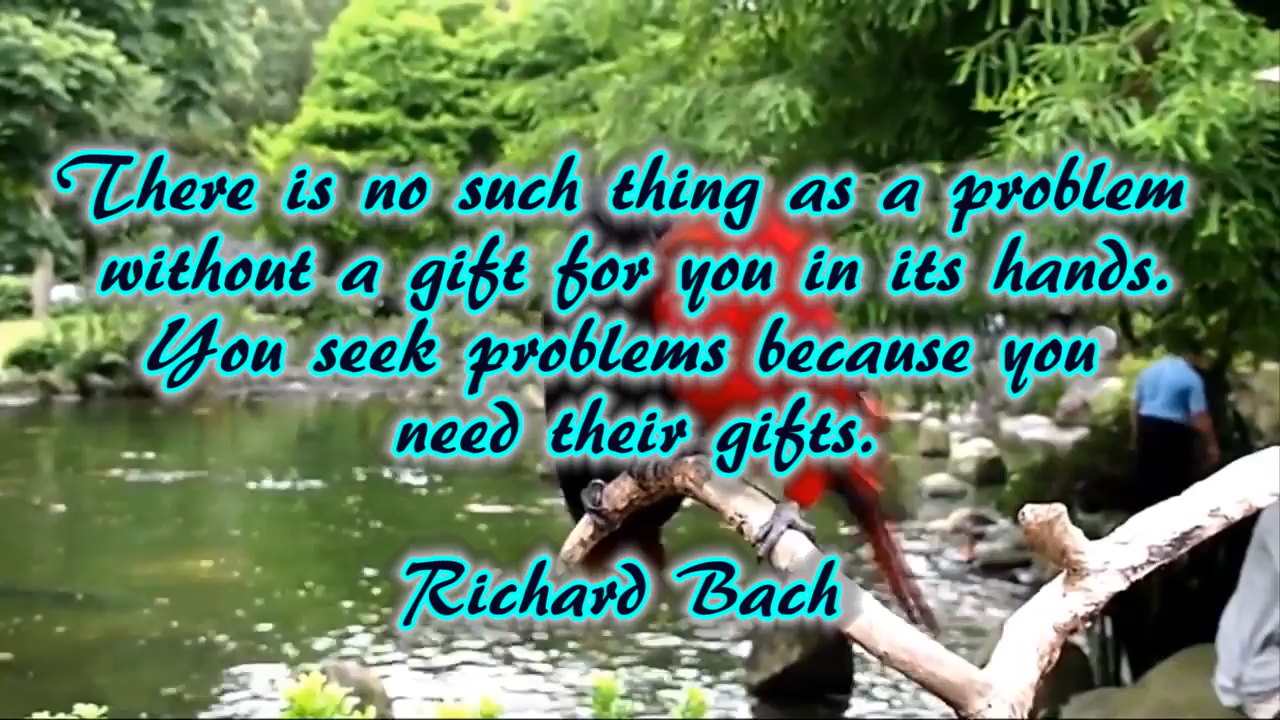 There is no such thing as a problem
without a gift for you in its hands.
You seek problems because you
need their gifts.
Richard Bach